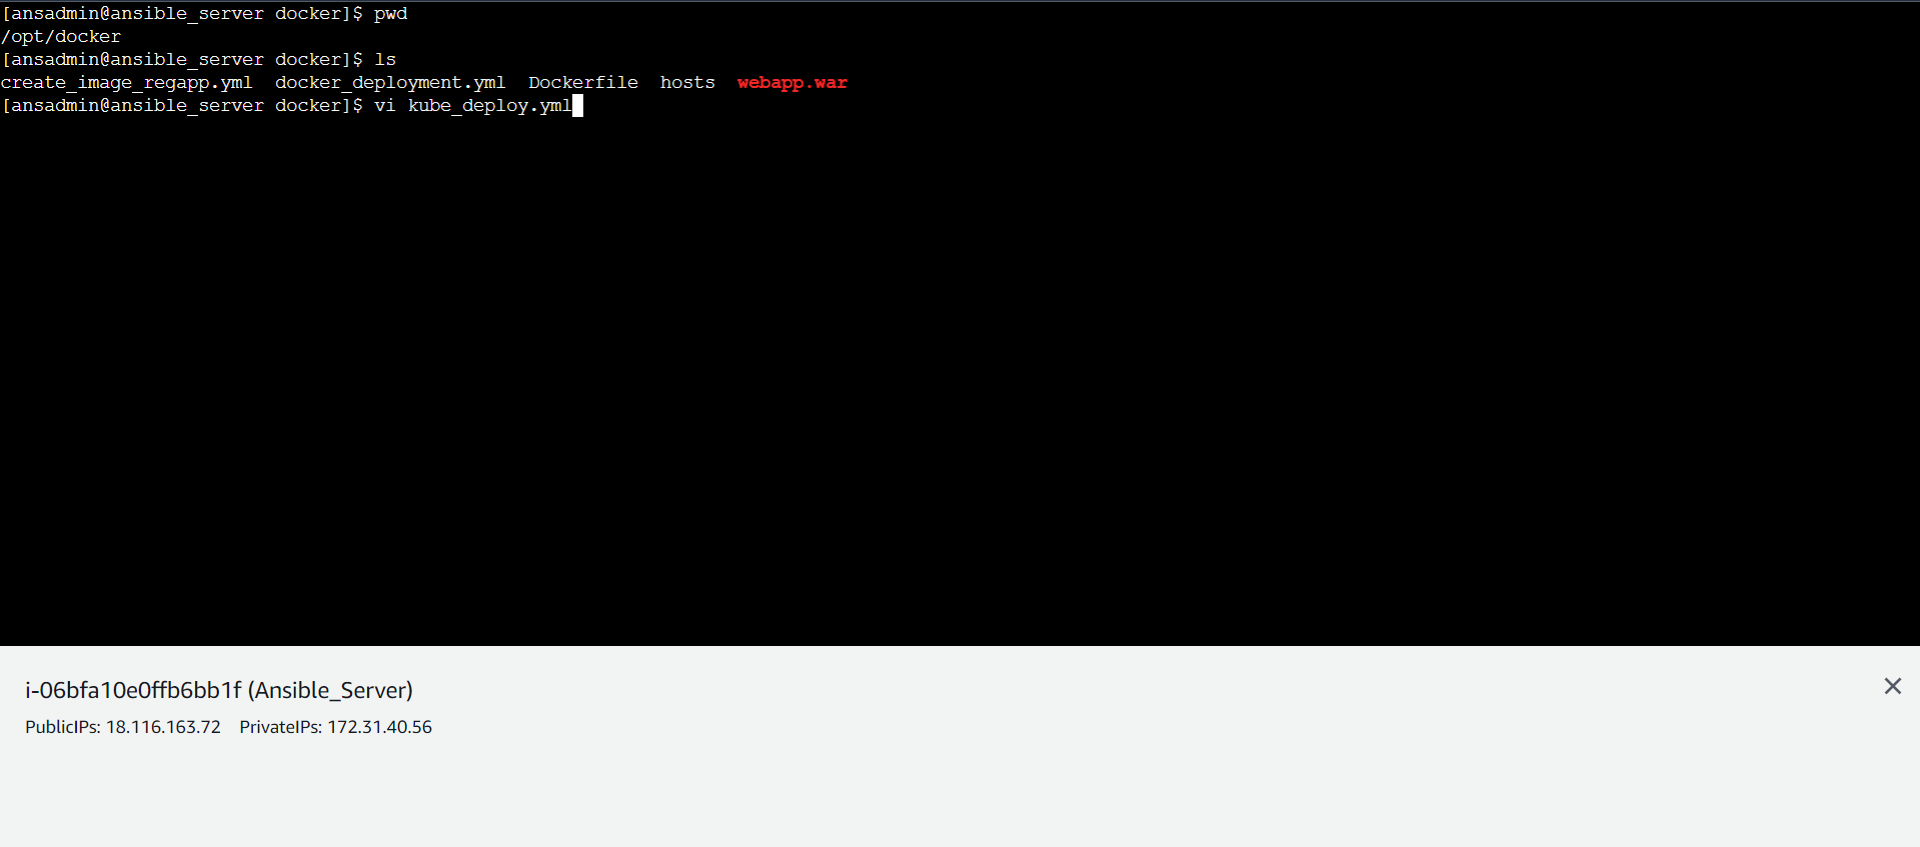 [ansadmin@ansible_server docker]$ pwd
/opt/docker
[ansadmin@ansible_server docker]$ ls
create_image_regapp.yml  docker_deployment.yml  Dockerfile  hosts  webapp.war
[ansadmin@ansible_server docker]$ vi kube_deploy.yml
i-06bfa10e0ffb6bb1f (Ansible_Server)
PublicIPs: 18.116.163.72    PrivateIPs: 172.31.40.56